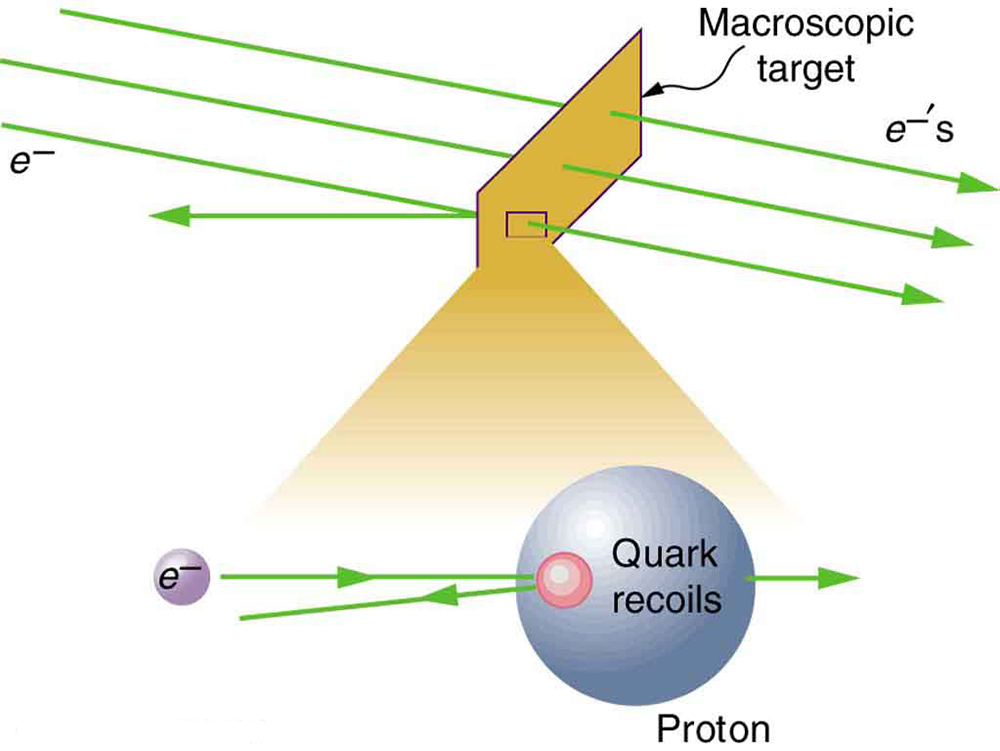 Macroscopic
target
e⁻′s
e⁻
e⁻
Quark
recoils
Proton